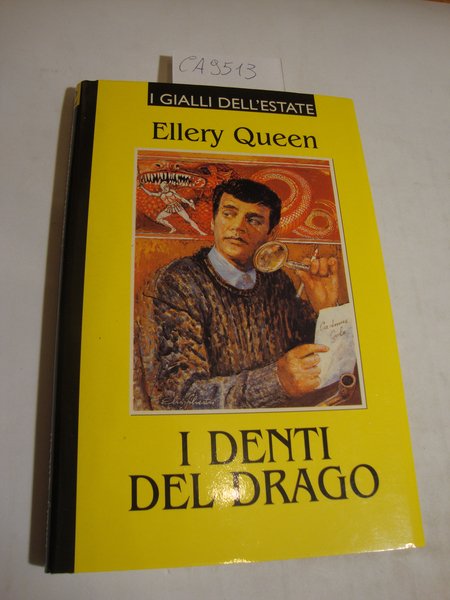 CA9513
I GIALLI DELL'ESTATE
Ellery Queen
I DENTI
DEL DRAGO